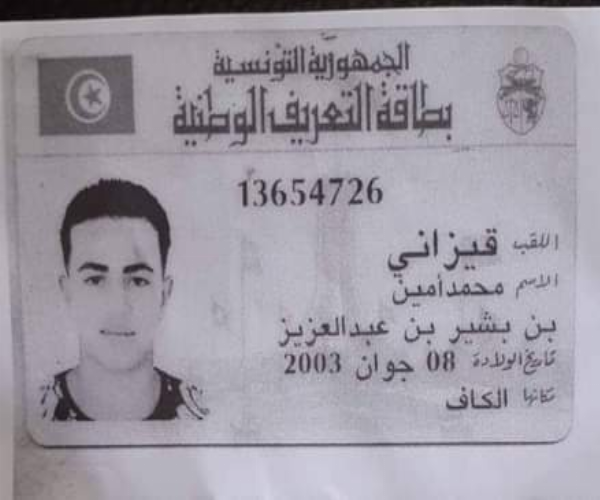 الجمهورية التونسية
بطاقة التعريف الوطنية
13654726
اللقب قيزاني
الاسم محمدأمين
بن بشير بن عبدالعزيز
تاريخ الولادة 08 جوان 2003
مكانها الكاف